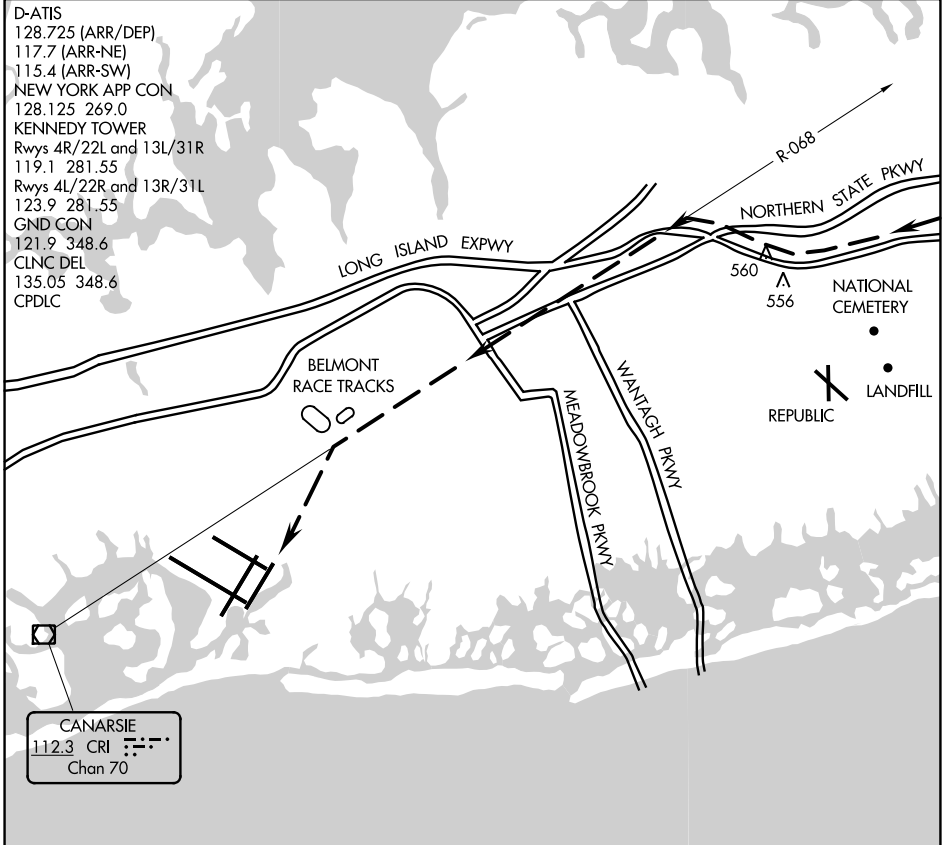 D-ATIS
128.725 (ARR/DEP)
117.7 (ARR-NE)
115.4 (ARR-SW)
NEW YORK APP CON
128.125 269.0
KENNEDY TOWER
Rwys 4R/22L and 13L/31R
119.1 281.55
Rwys 4L/22R and 13R/31L
123.9 281.55
GND CON
121.9 348.6
CLNC DEL
135.05 348.6
CPDLC
R-068
NORTHERN STATE PKWY
LONG ISLAND EXPWY
560
556
NATIONAL
CEMETERY
LANDFILL
REPUBLIC
BELMONT
RACE TRACKS
WANTAGH PKWY
MEADOWBROOK PKWY
CANARSIE
112.3 CRI
Chan 70